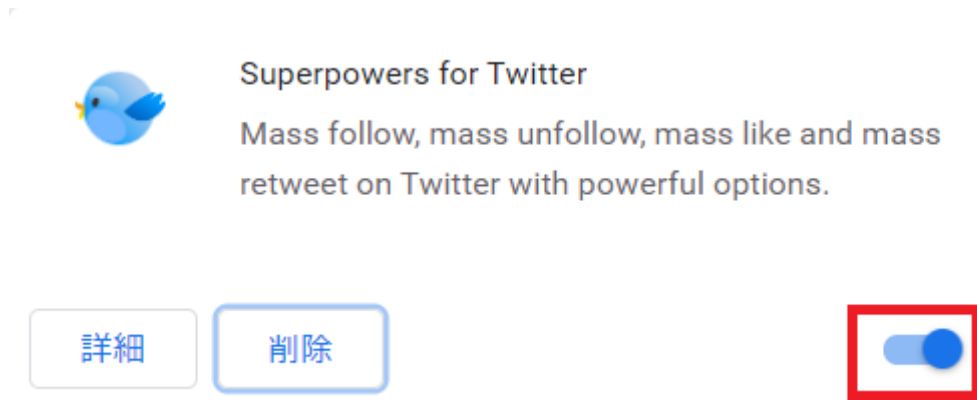 Superpowers for Twitter
Mass follow, mass unfollow, mass like and mass
retweet on Twitter with powerful options.
詳細
削除